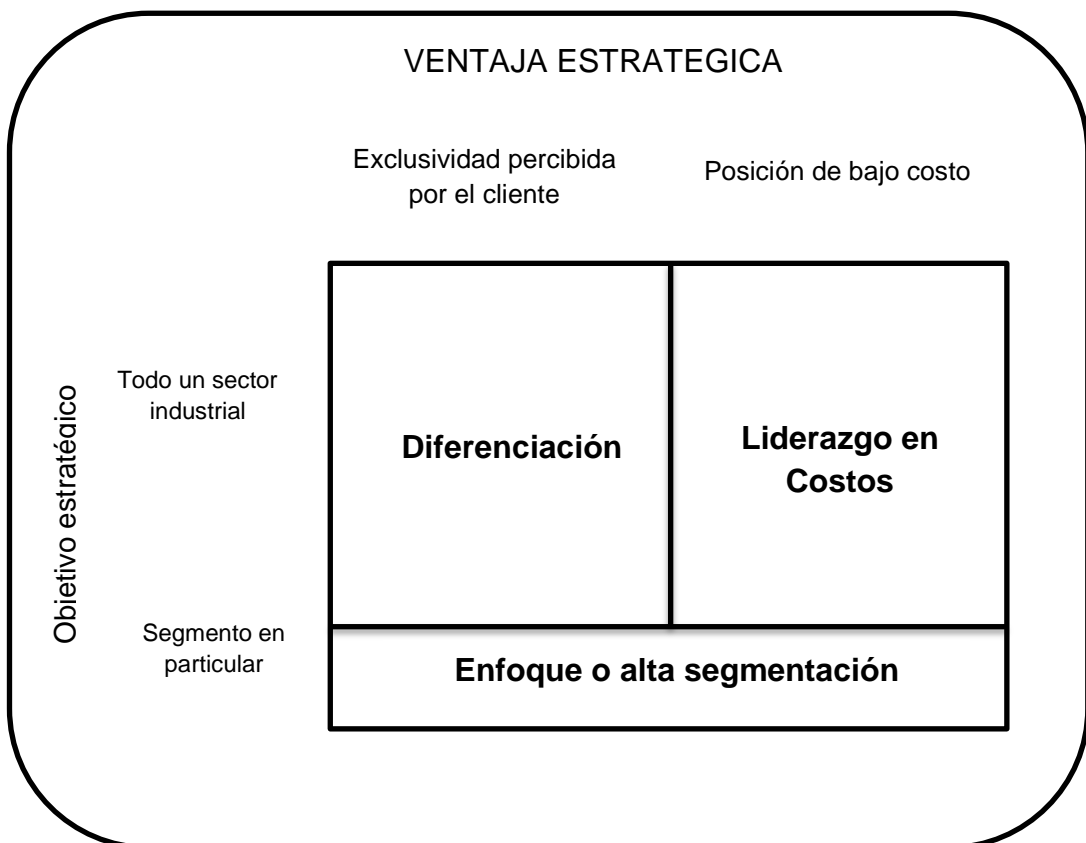 VENTAJA ESTRATEGICA
Exclusividad percibida
por el cliente
Posición de bajo costo
Objetivo estratégico
Todo un sector
industrial
Diferenciación
Liderazgo en
Costos
Segmento en
particular
Enfoque o alta segmentación